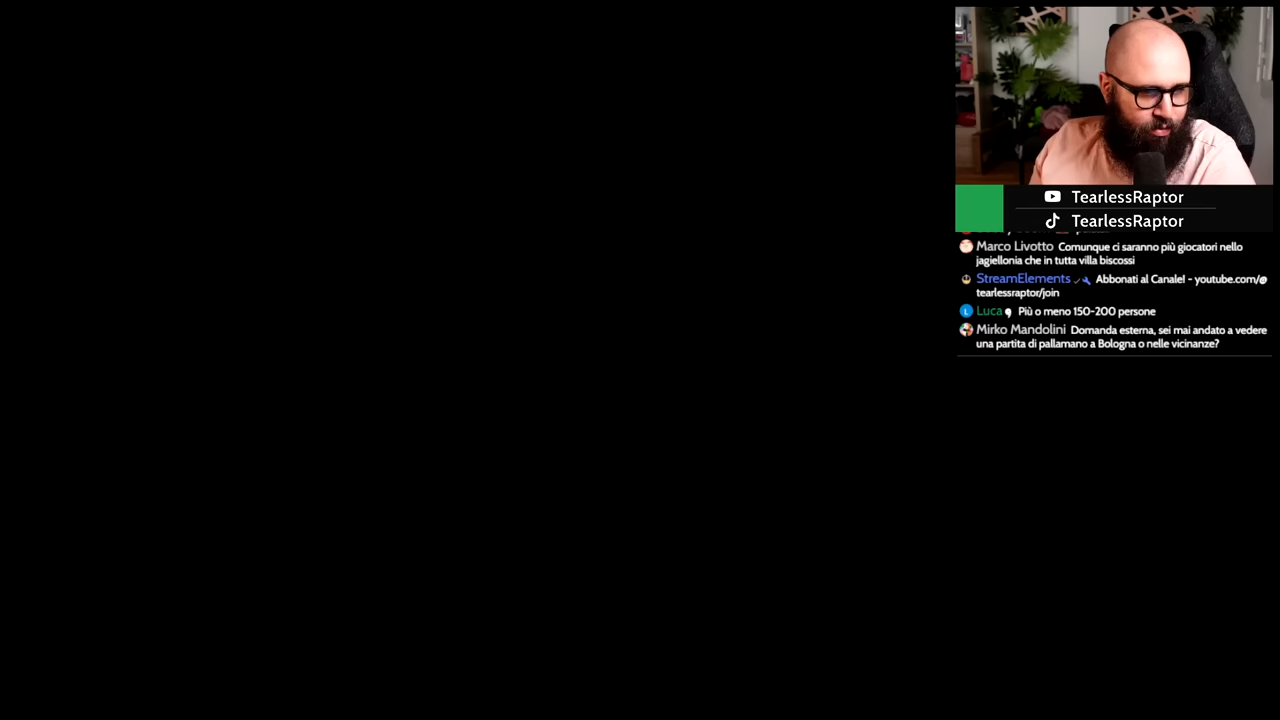 TearlessRaptor
TearlessRaptor
Marco Livotto Comunque ci saranno più giocatori nello
jagiellonia che in tutta villa biscossi
StreamElements Abbonati al Canale! - youtube.com/@
tearlessraptor/join
Luca Più o meno 150-200 persone
Mirko Mandolini Domanda esterna, sei mai andato a vedere
una partita di pallamano a Bologna o nelle vicinanze?